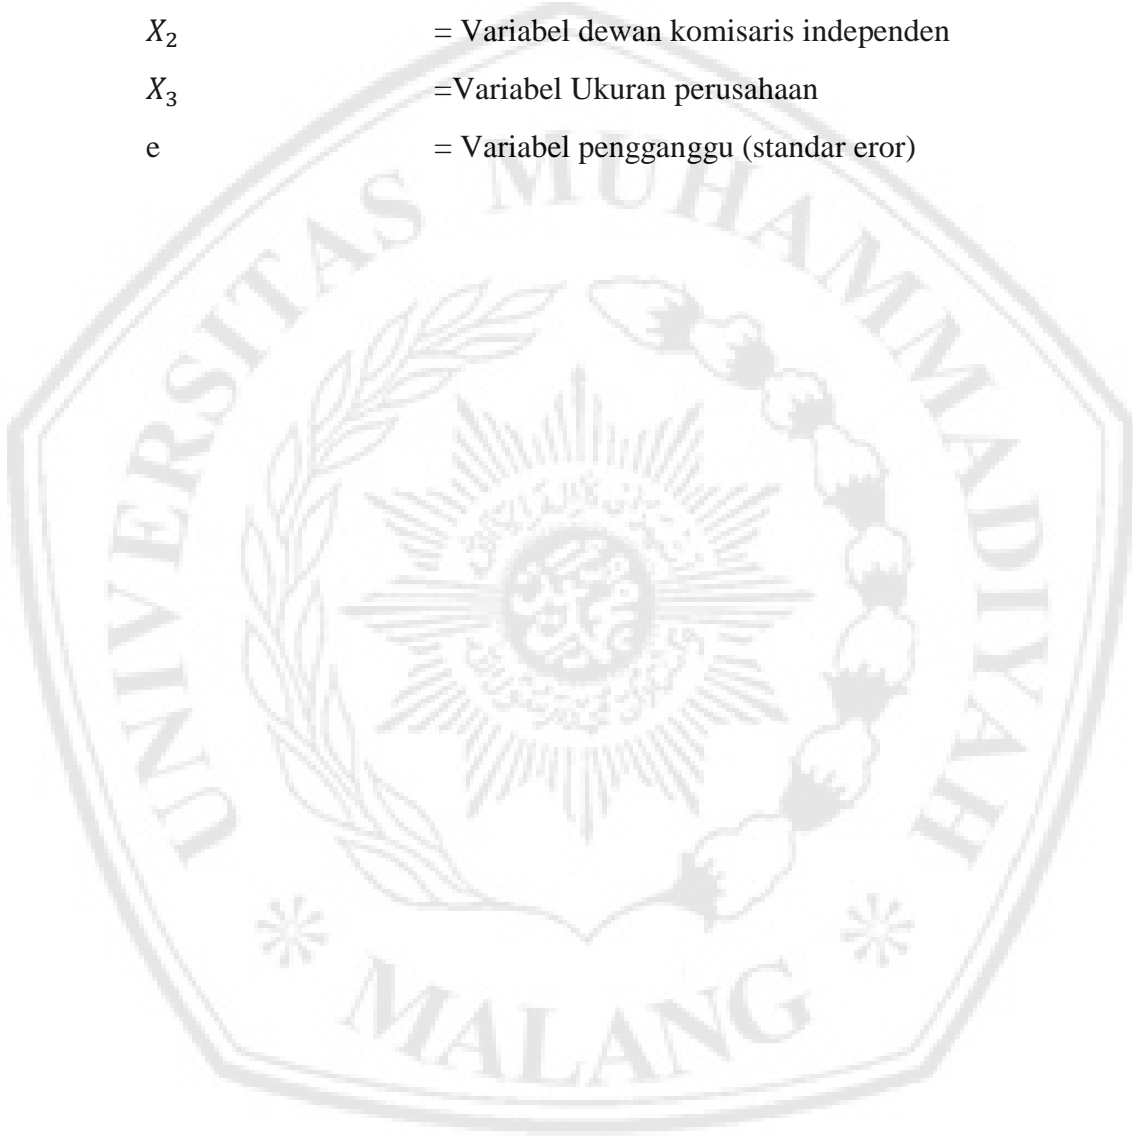 X₂ = Variabel dewan komisaris independen
X₃ =Variabel Ukuran perusahaan
e = Variabel pengganggu (standar eror)
UNIVERSITAS MUHAMMADIYAH
MALANG